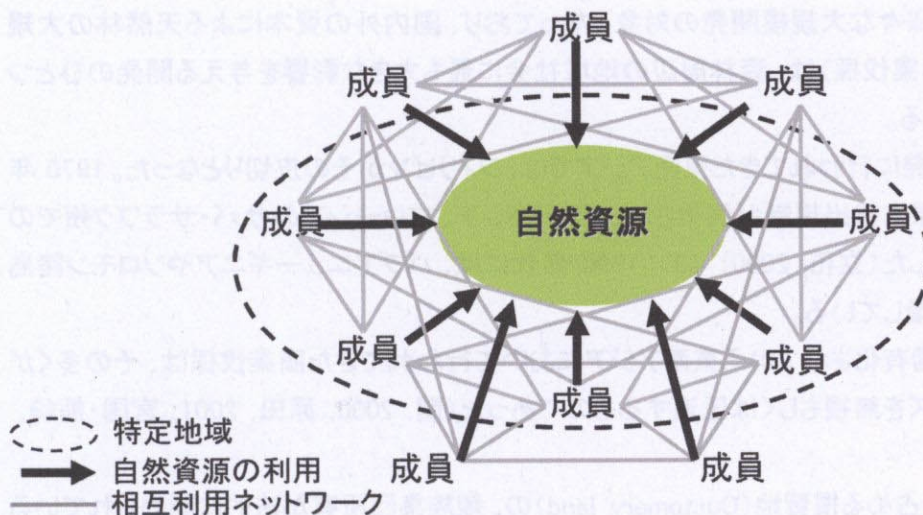 成員
成員 成員
成員 自然資源 成員
成員 成員
成員
特定地域
自然資源の利用 成員 成員
相互利用ネットワーク